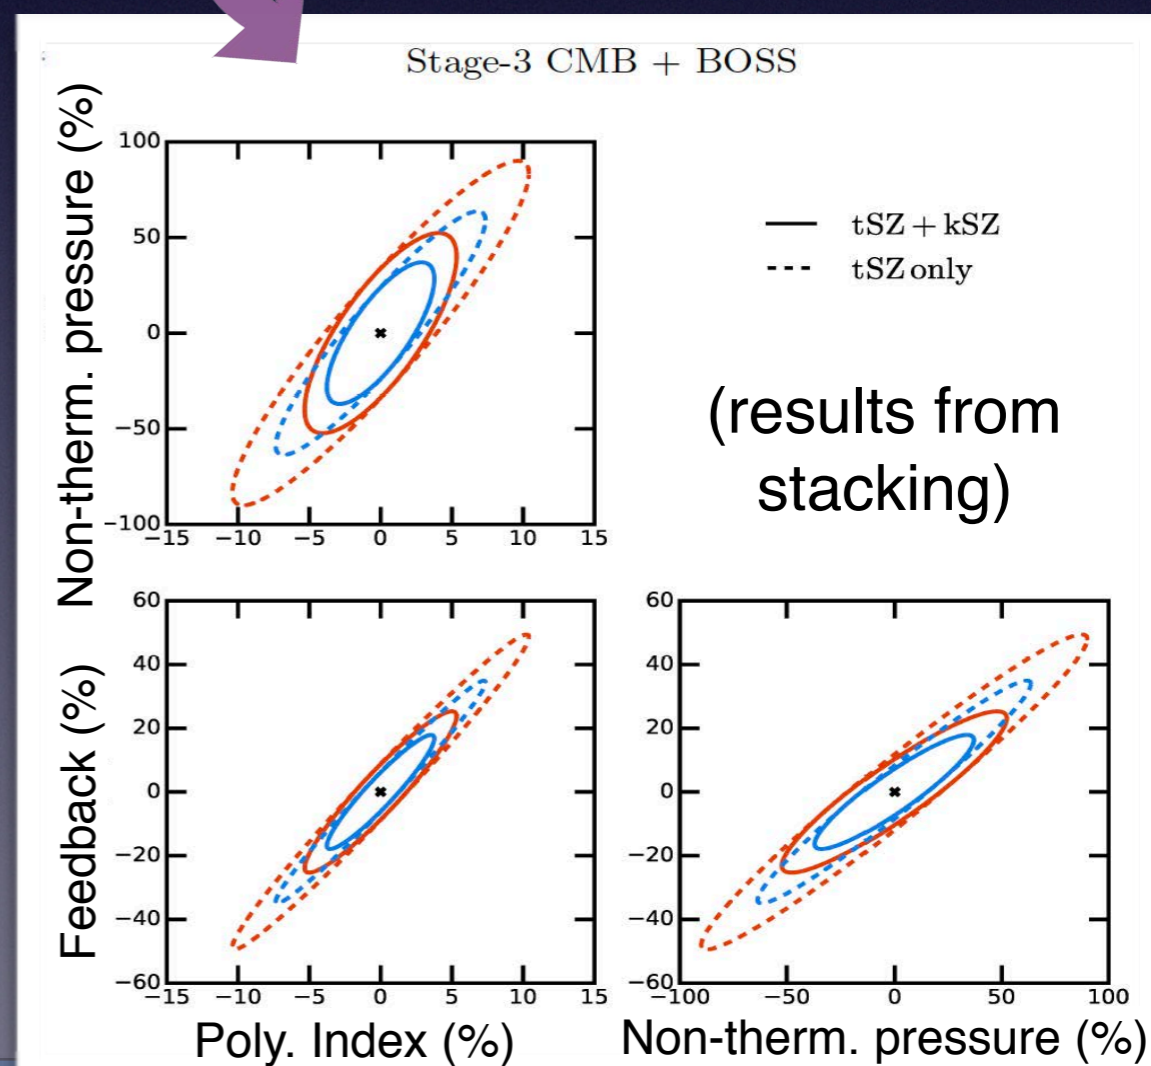 Stage-3 CMB + BOSS
Non-therm. pressure (%)
100
50
0
−50
−100
−15 −10 −5 0 5 10 15
tSZ + kSZ
tSZ only
(results from
stacking)
Feedback (%)
60
40
20
0
−20
−40
−60
−15 −10 −5 0 5 10 15
Poly. Index (%)
60
40
20
0
−20
−40
−60
−100 −50 0 50 100
Non-therm. pressure (%)